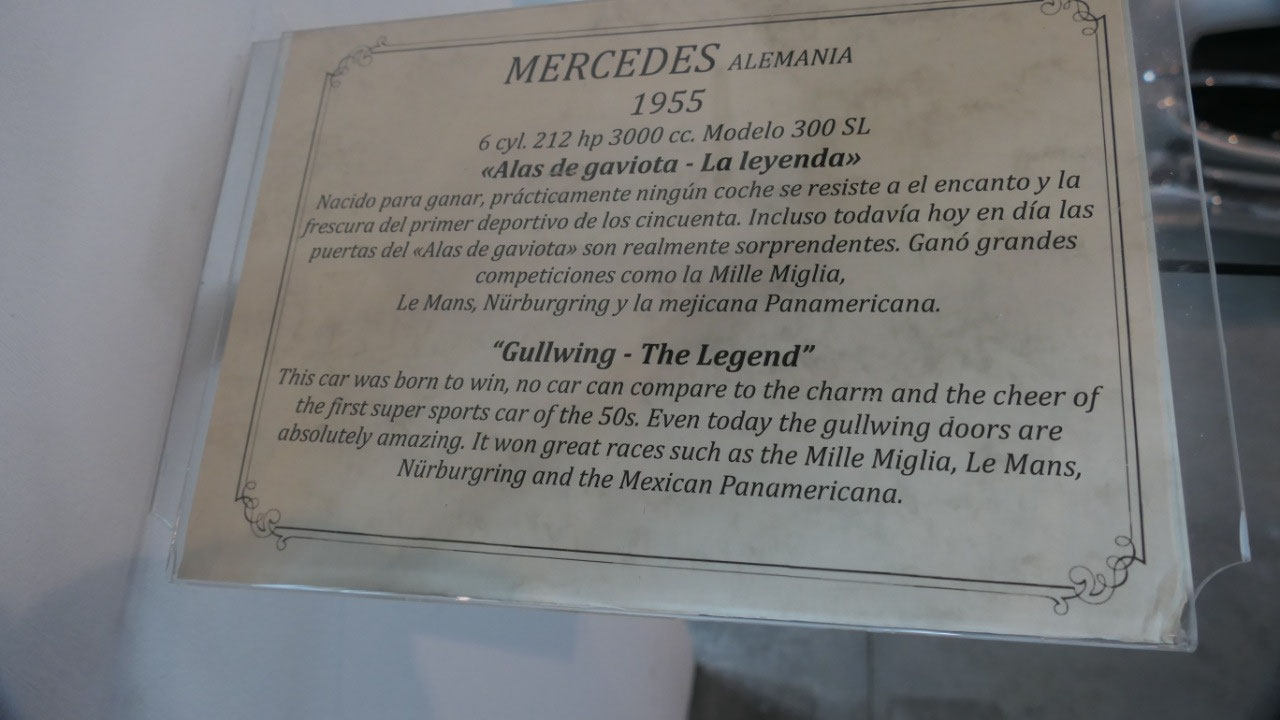 MERCEDES ALEMANIA
1955
6 cyl. 212 hp 3000 cc. Modelo 300 SL
«Alas de gaviota - La leyenda»
Nacido para ganar, prácticamente ningún coche se resiste a el encanto y la
frescura del primer deportivo de los cincuenta. Incluso todavía hoy en día las
puertas del «Alas de gaviota» son realmente sorprendentes. Ganó grandes
competiciones como la Mille Miglia,
Le Mans, Nürburgring y la mejicana Panamericana.
“Gullwing - The Legend”
This car was born to win, no car can compare to the charm and the cheer of
the first super sports car of the 50s. Even today the gullwing doors are
absolutely amazing. It won great races such as the Mille Miglia, Le Mans,
Nürburgring and the Mexican Panamericana.